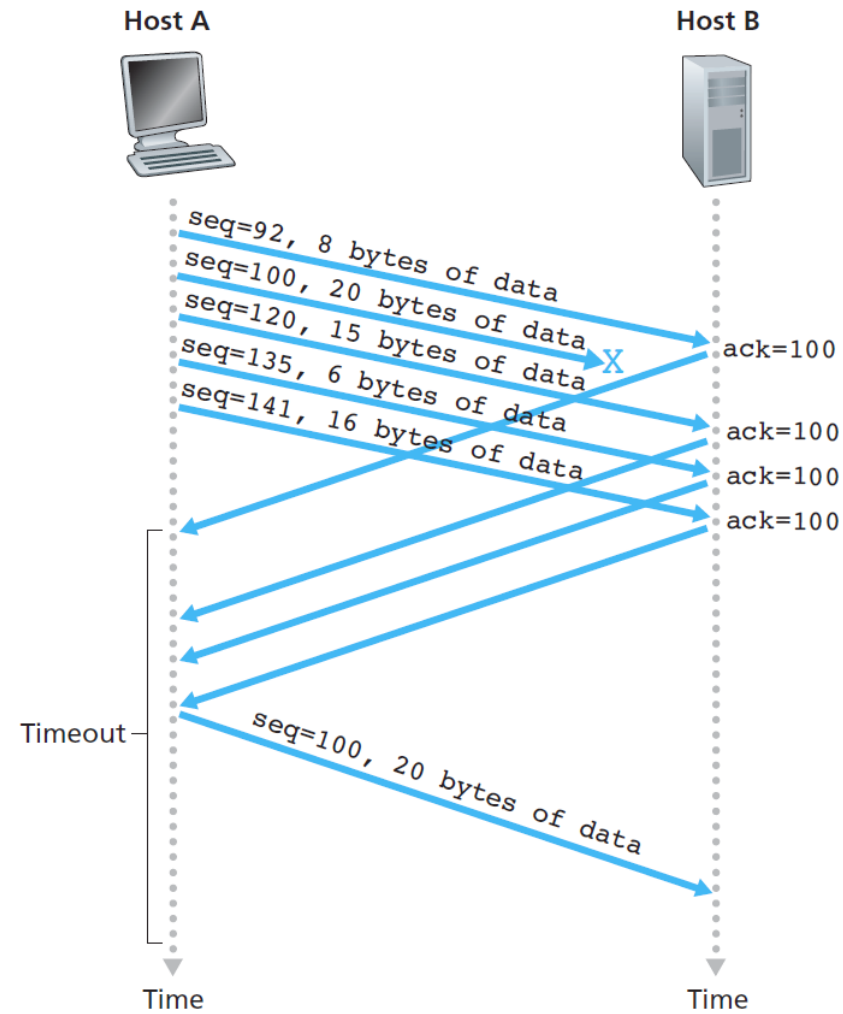 Host A
Host B
seq=92, 8 bytes of data
seq=100, 20 bytes of data
X
seq=120, 15 bytes of data
seq=135, 6 bytes of data
seq=141, 16 bytes of data
ack=100
ack=100
ack=100
ack=100
Timeout
seq=100, 20 bytes of data
Time
Time